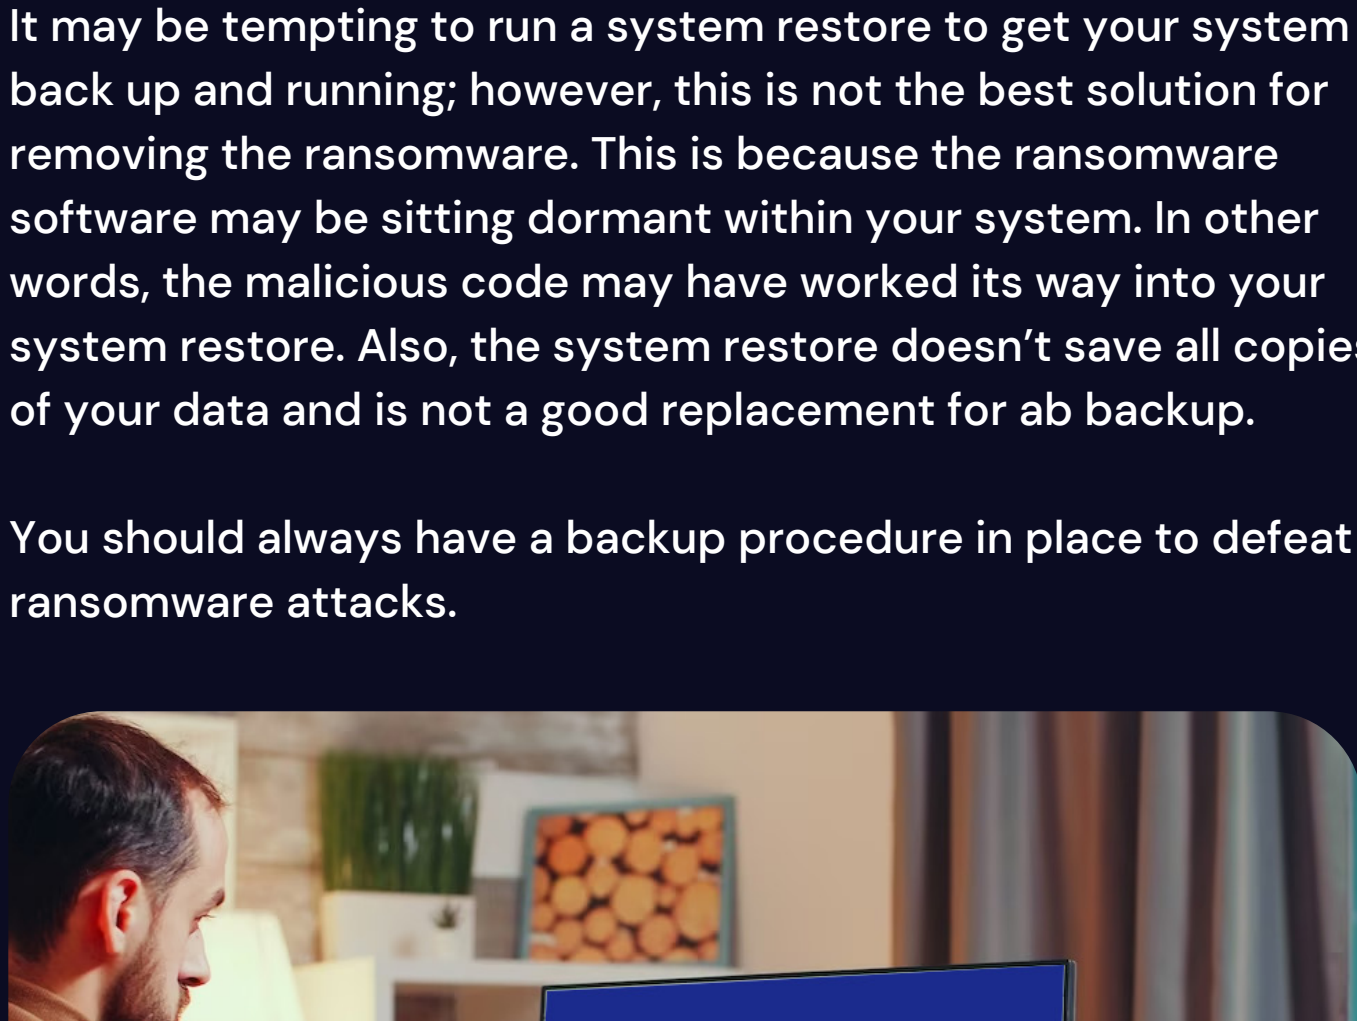 It may be tempting to run a system restore to get your system
back up and running; however, this is not the best solution for
removing the ransomware. This is because the ransomware
software may be sitting dormant within your system. In other
words, the malicious code may have worked its way into your
system restore. Also, the system restore doesn’t save all copies
of your data and is not a good replacement for ab backup.
You should always have a backup procedure in place to defeat
ransomware attacks.